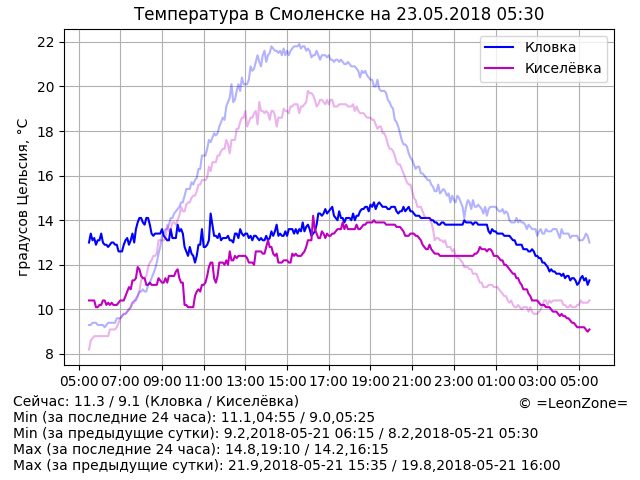 Температура в Смоленске на 23.05.2018 05:30
градусов Цельсия, °C
22
20
18
16
14
12
10
8
Кловка
Киселёвка
05:00 07:00 09:00 11:00 13:00 15:00 17:00 19:00 21:00 23:00 01:00 03:00 05:00
Сейчас: 11.3 / 9.1 (Кловка / Киселёвка)
© =LeonZone=
Min (за последние 24 часа): 11.1,04:55 / 9.0,05:25
Min (за предыдущие сутки): 9.2,2018-05-21 06:15 / 8.2,2018-05-21 05:30
Max (за последние 24 часа): 14.8,19:10 / 14.2,16:15
Max (за предыдущие сутки): 21.9,2018-05-21 15:35 / 19.8,2018-05-21 16:00